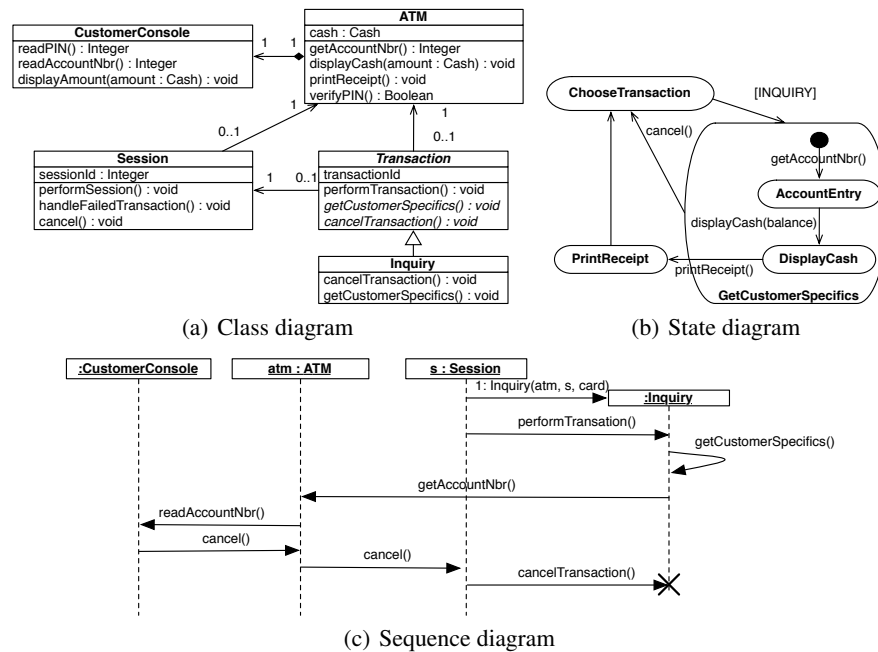 ATM
cash : Cash
getAccountNbr() : Integer
displayCash(amount : Cash) : void
printReceipt() : void
verifyPIN() : Boolean
CustomerConsole
readPIN() : Integer
readAccountNbr() : Integer
displayAmount(amount : Cash) : void
1
1
1
0..1
1
0..1
Session
sessionId : Integer
performSession() : void
handleFailedTransaction() : void
cancel() : void
1
0..1
Transaction
transactionId
performTransaction() : void
getCustomerSpecifics() : void
cancelTransaction() : void
Inquiry
cancelTransaction() : void
getCustomerSpecifics() : void
(a) Class diagram
ChooseTransaction
[INQUIRY]
cancel()
getAccountNbr()
AccountEntry
displayCash(balance)
PrintReceipt
printReceipt()
DisplayCash
GetCustomerSpecifics
(b) State diagram
:CustomerConsole
atm : ATM
s : Session
1: Inquiry(atm, s, card)
:Inquiry
performTransation()
getCustomerSpecifics()
getAccountNbr()
readAccountNbr()
cancel()
cancel()
cancelTransaction()
(c) Sequence diagram